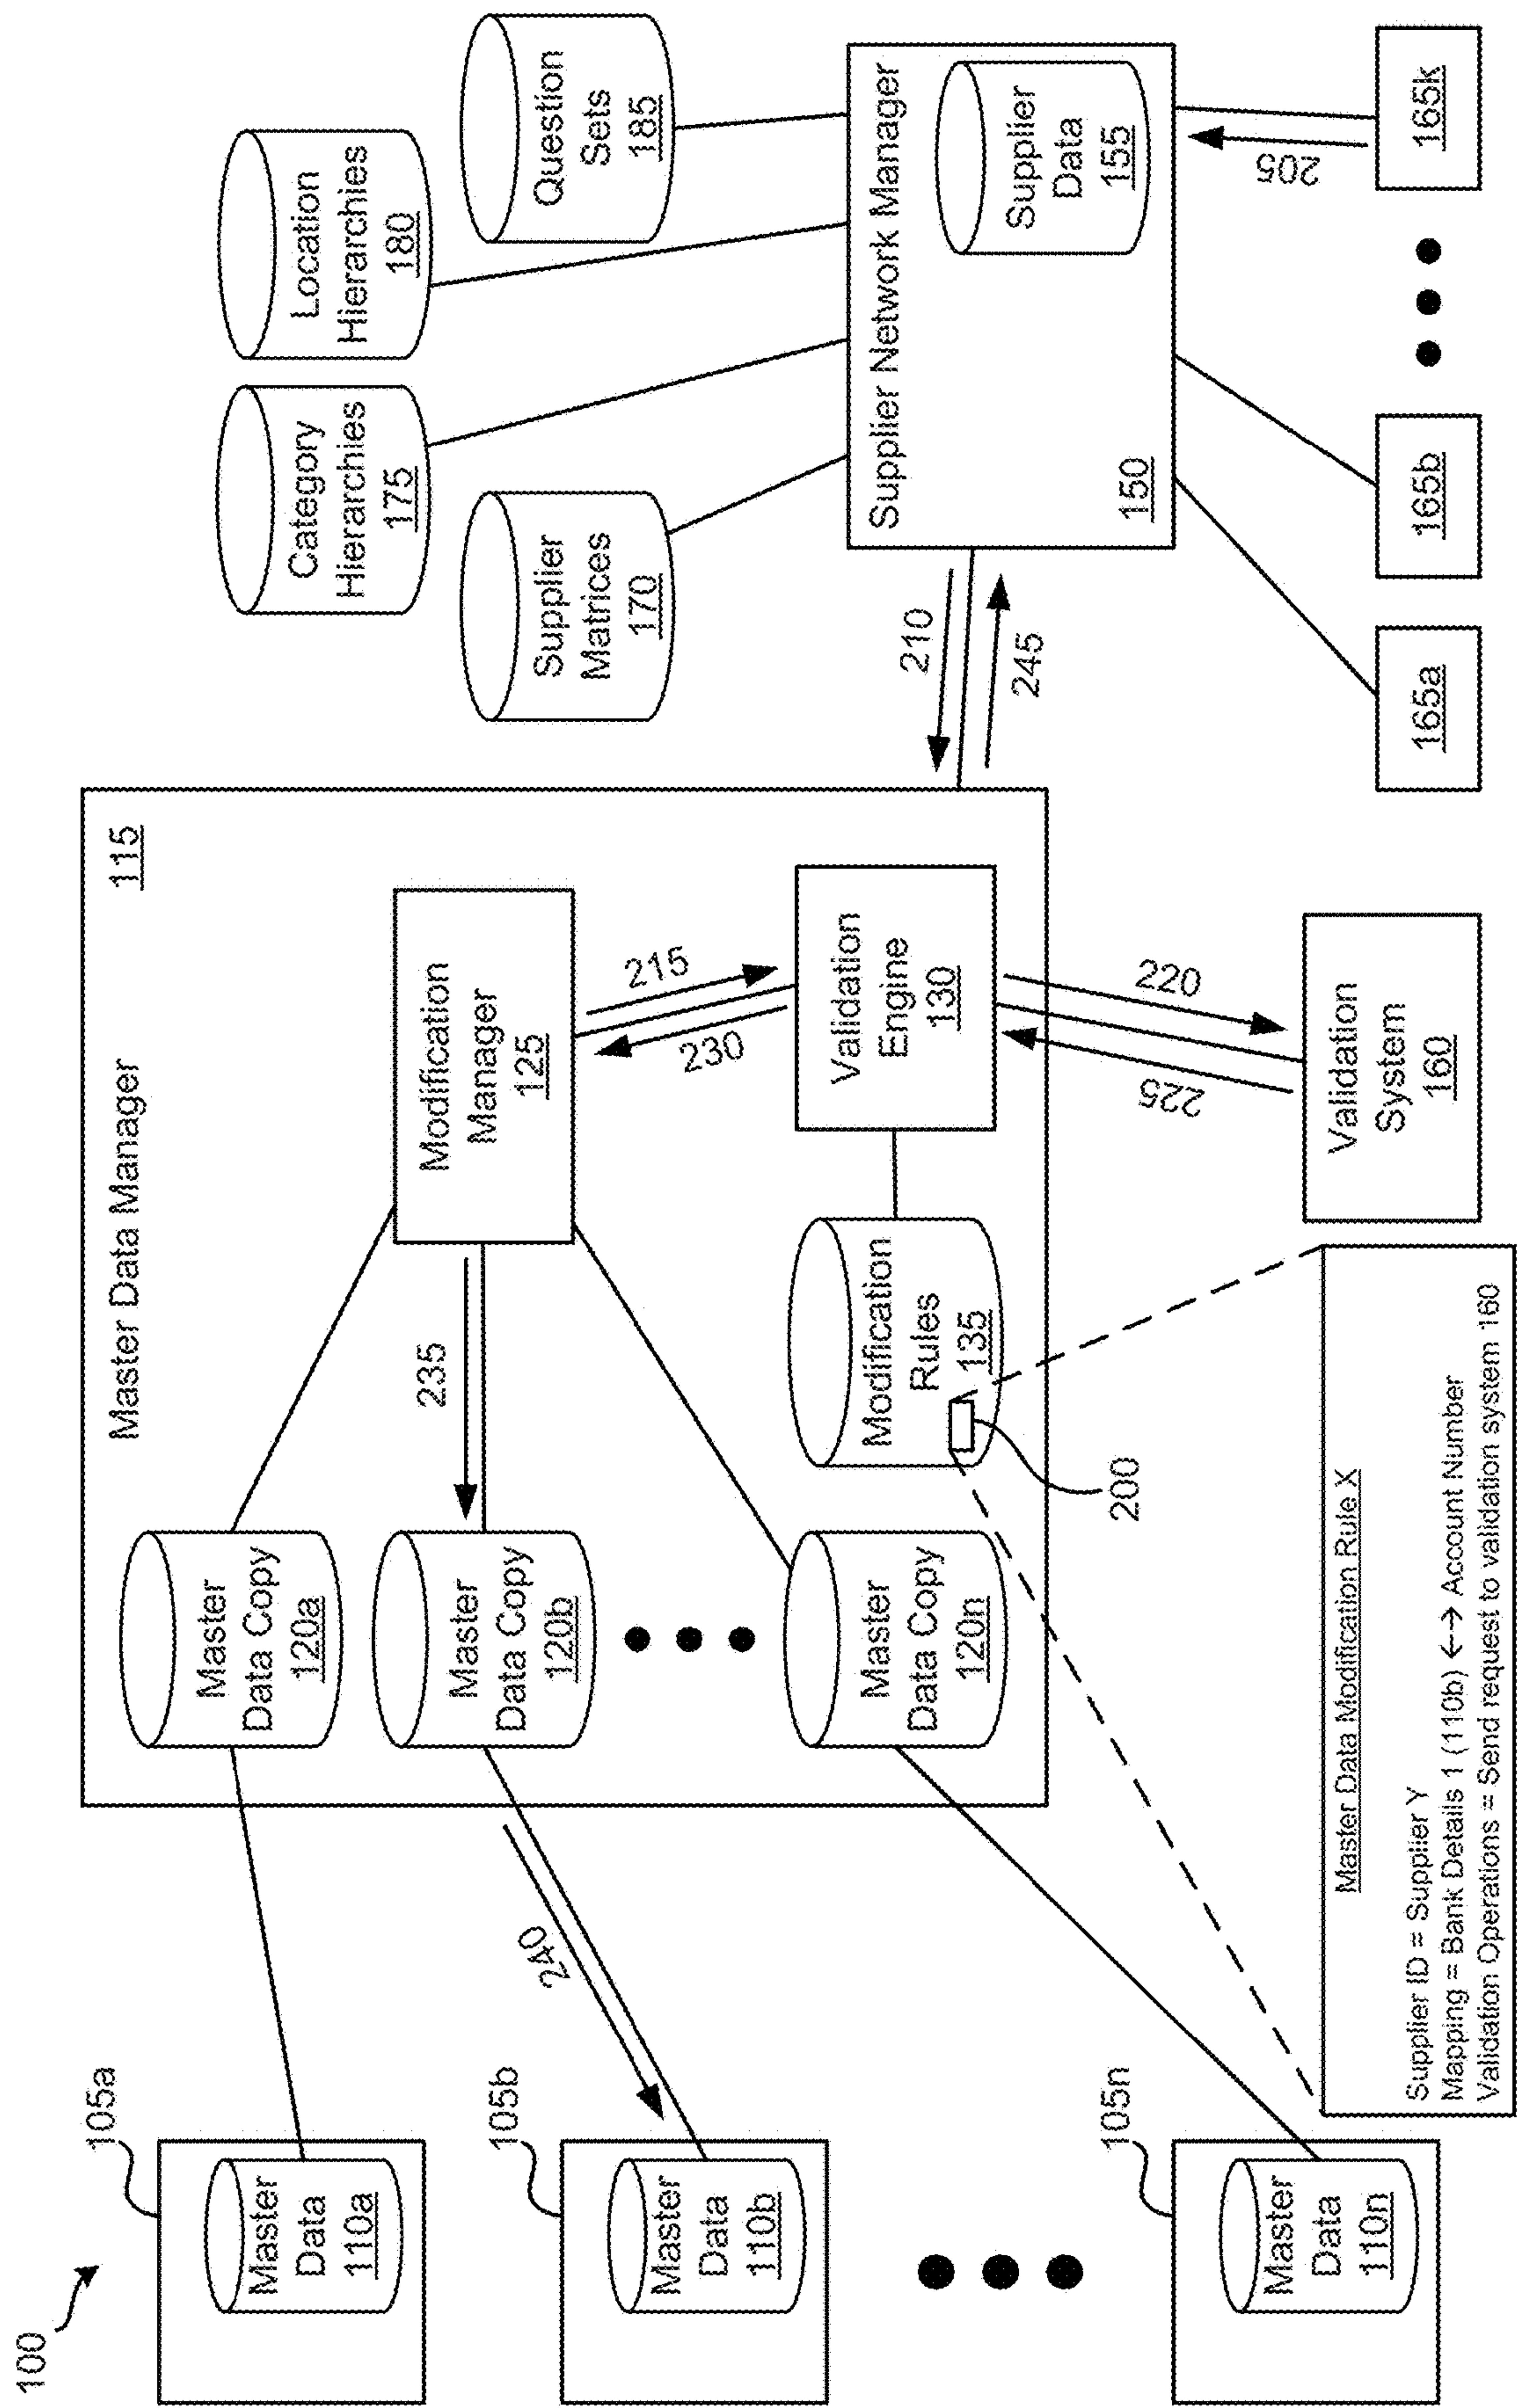 100
105a
Master
Data
110a
105b
Master
Data
110b
105n
Master
Data
110n
240
Master Data Manager
115
Master
Data Copy
120a
Master
Data Copy
120b
Master
Data Copy
120n
235
Modification
Manager
125
215
230
Modification
Rules
135
200
Validation
Engine
130
220
225
Validation
System
160
Master Data Modification Rule X
Supplier ID = Supplier Y
Mapping = Bank Details 1 (110b) ←→ Account Number
Validation Operations = Send request to validation system 160
210
245
Supplier
Matrices
170
Category
Hierarchies
175
Location
Hierarchies
180
Question
Sets
185
Supplier Network Manager
150
Supplier
Data
155
205
165a
165b
165k